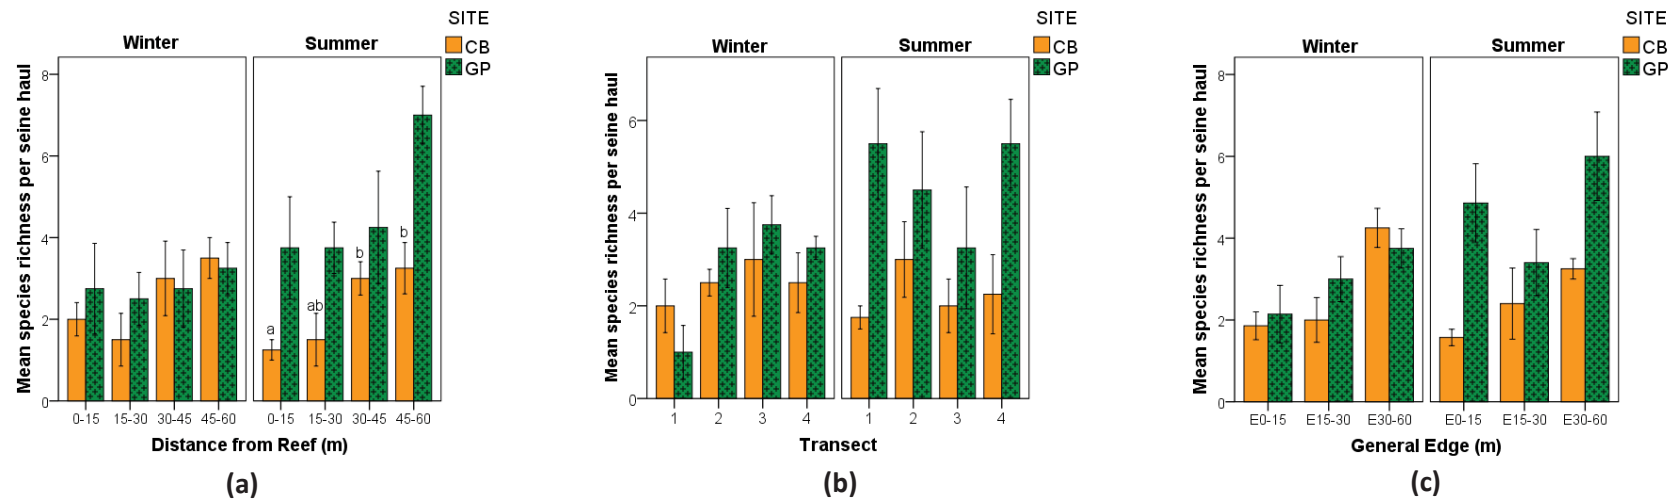 SITE
CB
GP
Winter Summer
Mean species richness per seine haul
8
6
4
2
0
a
ab
b
b
0-15 15-30 30-45 45-60 0-15 15-30 30-45 45-60
Distance from Reef (m)
(a)
SITE
CB
GP
Winter Summer
Mean species richness per seine haul
6
4
2
0
1 2 3 4 1 2 3 4
Transect
(b)
SITE
CB
GP
Winter Summer
Mean species richness per seine haul
8
6
4
2
0
E0-15 E15-30 E30-60 E0-15 E15-30 E30-60
General Edge (m)
(c)